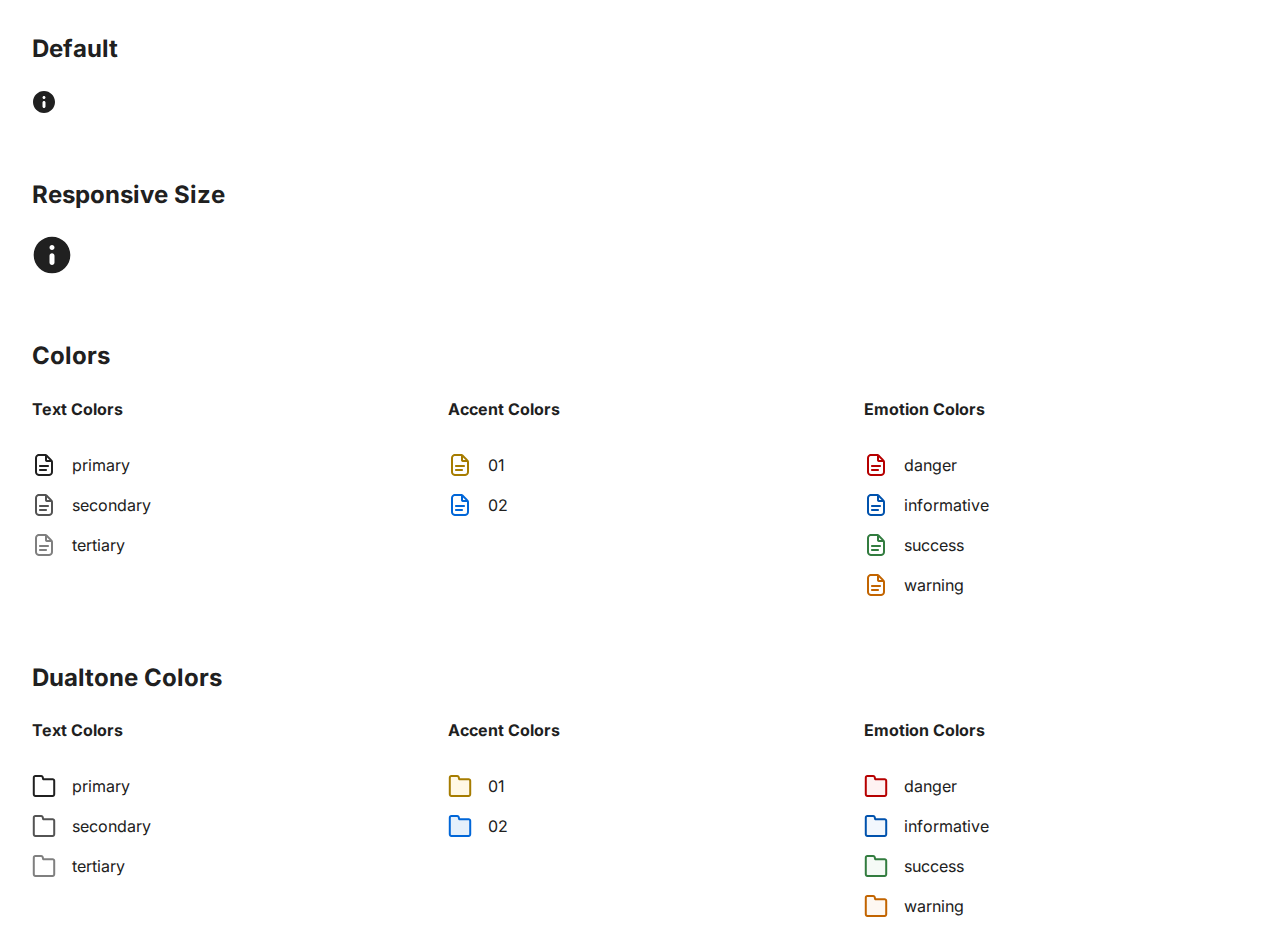 Default
Responsive Size
Colors
Text Colors
primary
secondary
tertiary
Accent Colors
01
02
Emotion Colors
danger
informative
success
warning
Dualtone Colors
Text Colors
primary
secondary
tertiary
Accent Colors
01
02
Emotion Colors
danger
informative
success
warning